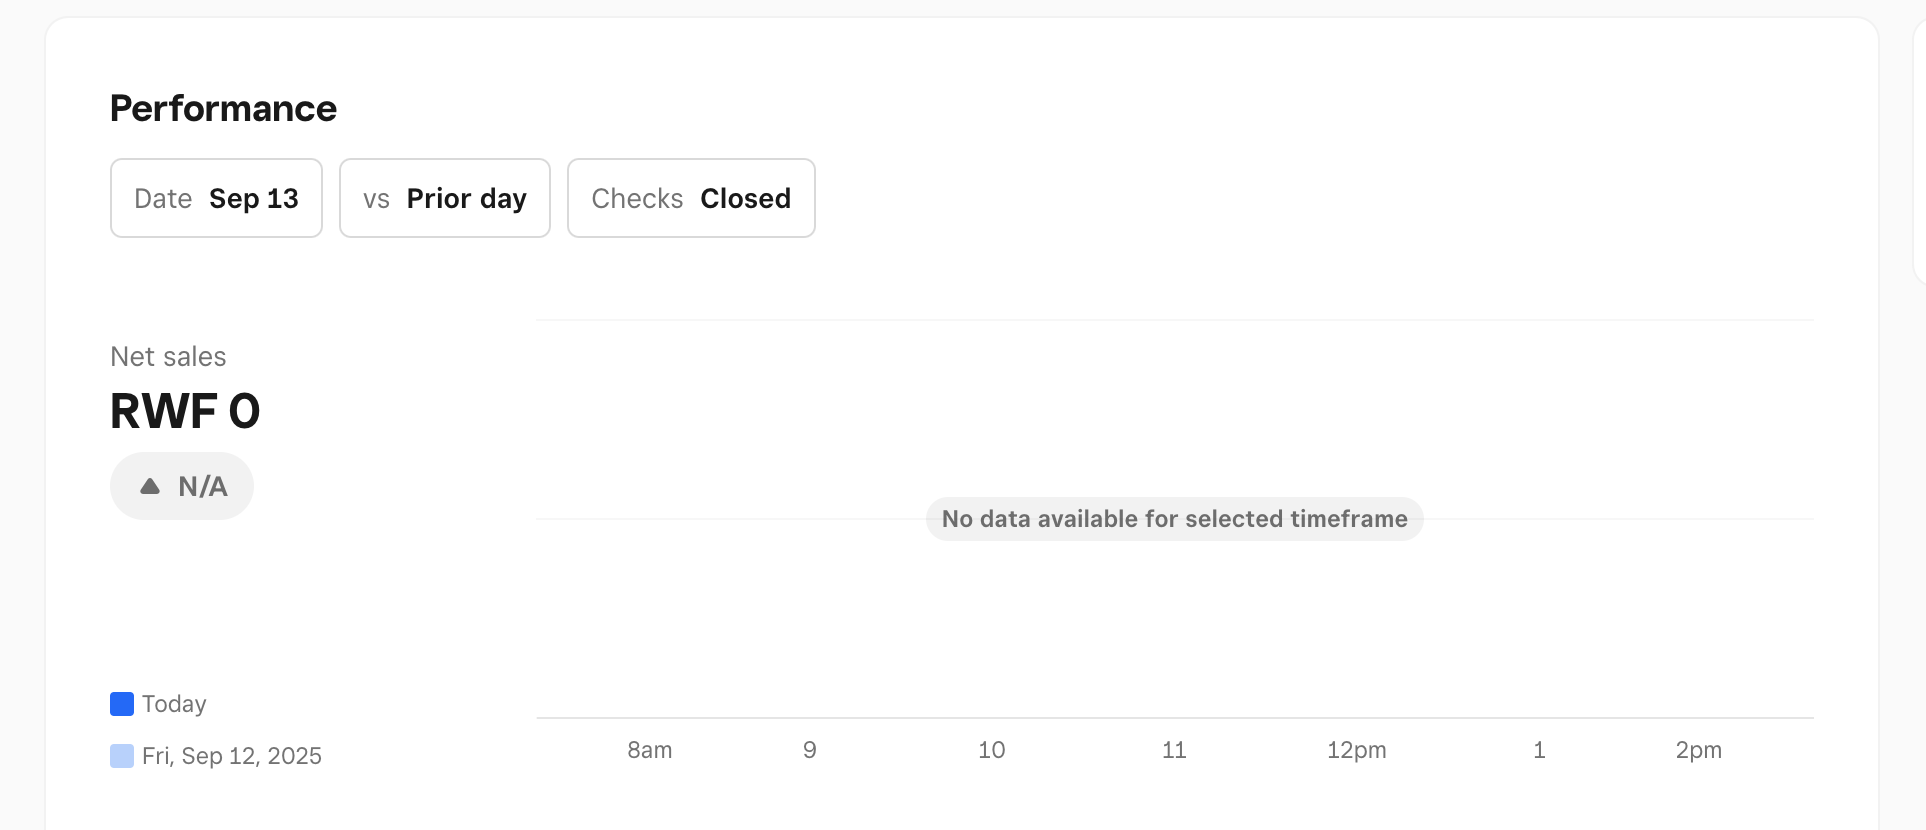 Performance
Date Sep 13 vs Prior day Checks Closed
Net sales
RWF 0
N/A
No data available for selected timeframe
Today
Fri, Sep 12, 2025
8am 9 10 11 12pm 1 2pm